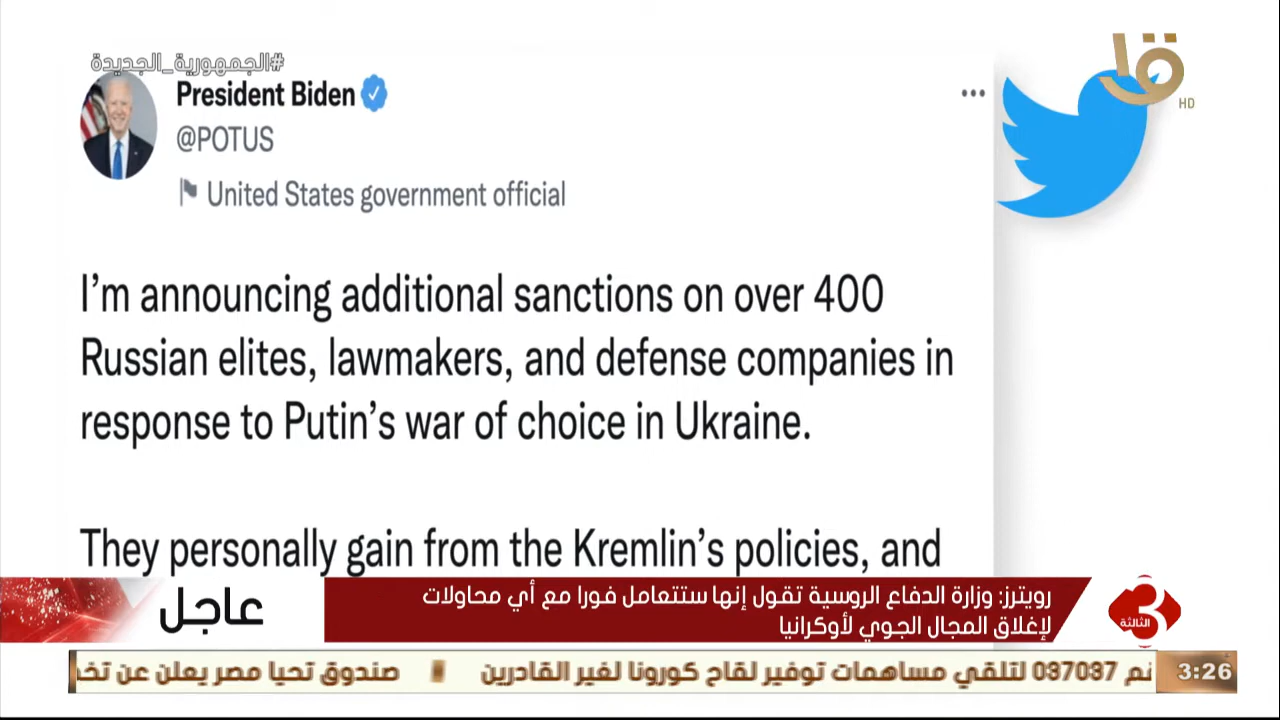 #الجمهورية_الجديدة
President Biden
@POTUS
United States government official
HD
I'm announcing additional sanctions on over 400
Russian elites, lawmakers, and defense companies in
response to Putin's war of choice in Ukraine.
They personally gain from the Kremlin's policies, and
عاجل
رويترز: وزارة الدفاع الروسية تقول إنها ستتعامل فورا مع أي محاولات
لإغلاق المجال الجوي لأوكرانيا
3 الثالثة
3:26
037037 لتلقي مساهمات توفير لقاح كورونا لغير القادرين صندوق تحيا مصر يعلن عن